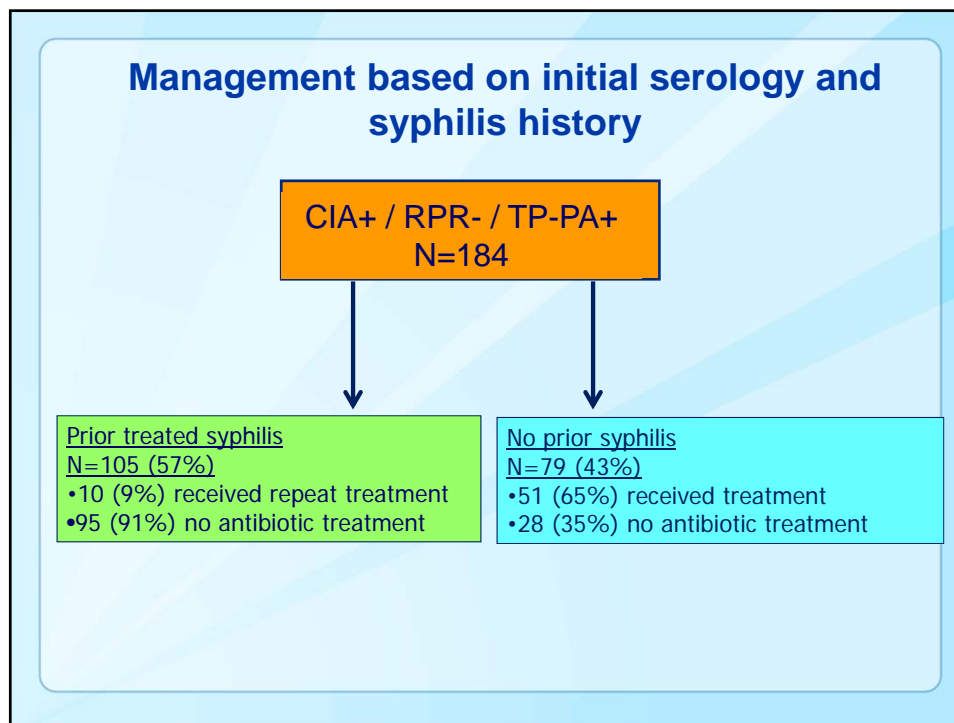 Management based on initial serology and
syphilis history
CIA+ / RPR- / TP-PA+
N=184
Prior treated syphilis
N=105 (57%)
•10 (9%) received repeat treatment
•95 (91%) no antibiotic treatment
No prior syphilis
N=79 (43%)
•51 (65%) received treatment
•28 (35%) no antibiotic treatment